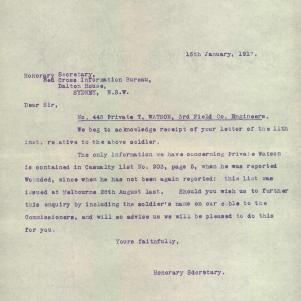 15th January, 1917.
Honorary Secretary,
Red Cross Information Bureau,
Dalton House,
SYDNEY, N.S.W.
Dear Sir,
No. 443 Private T. WATSON, 3rd Field Co. Engineers.
We beg to acknowledge receipt of your letter of the 11th
inst. relative to the above soldier.
The only information we have concerning Private Watson
is contained in Casualty List No. 203, page 5, when he was reported
Wounded, since when he has not been again reported: this List was
issued at Melbourne 26th August last. Should you wish us to further
this enquiry by including the soldier's name on our cable to the
Commissioners, and will so advise us we will be pleased to do this
for you.
Yours faithfully,
Honorary Secretary.